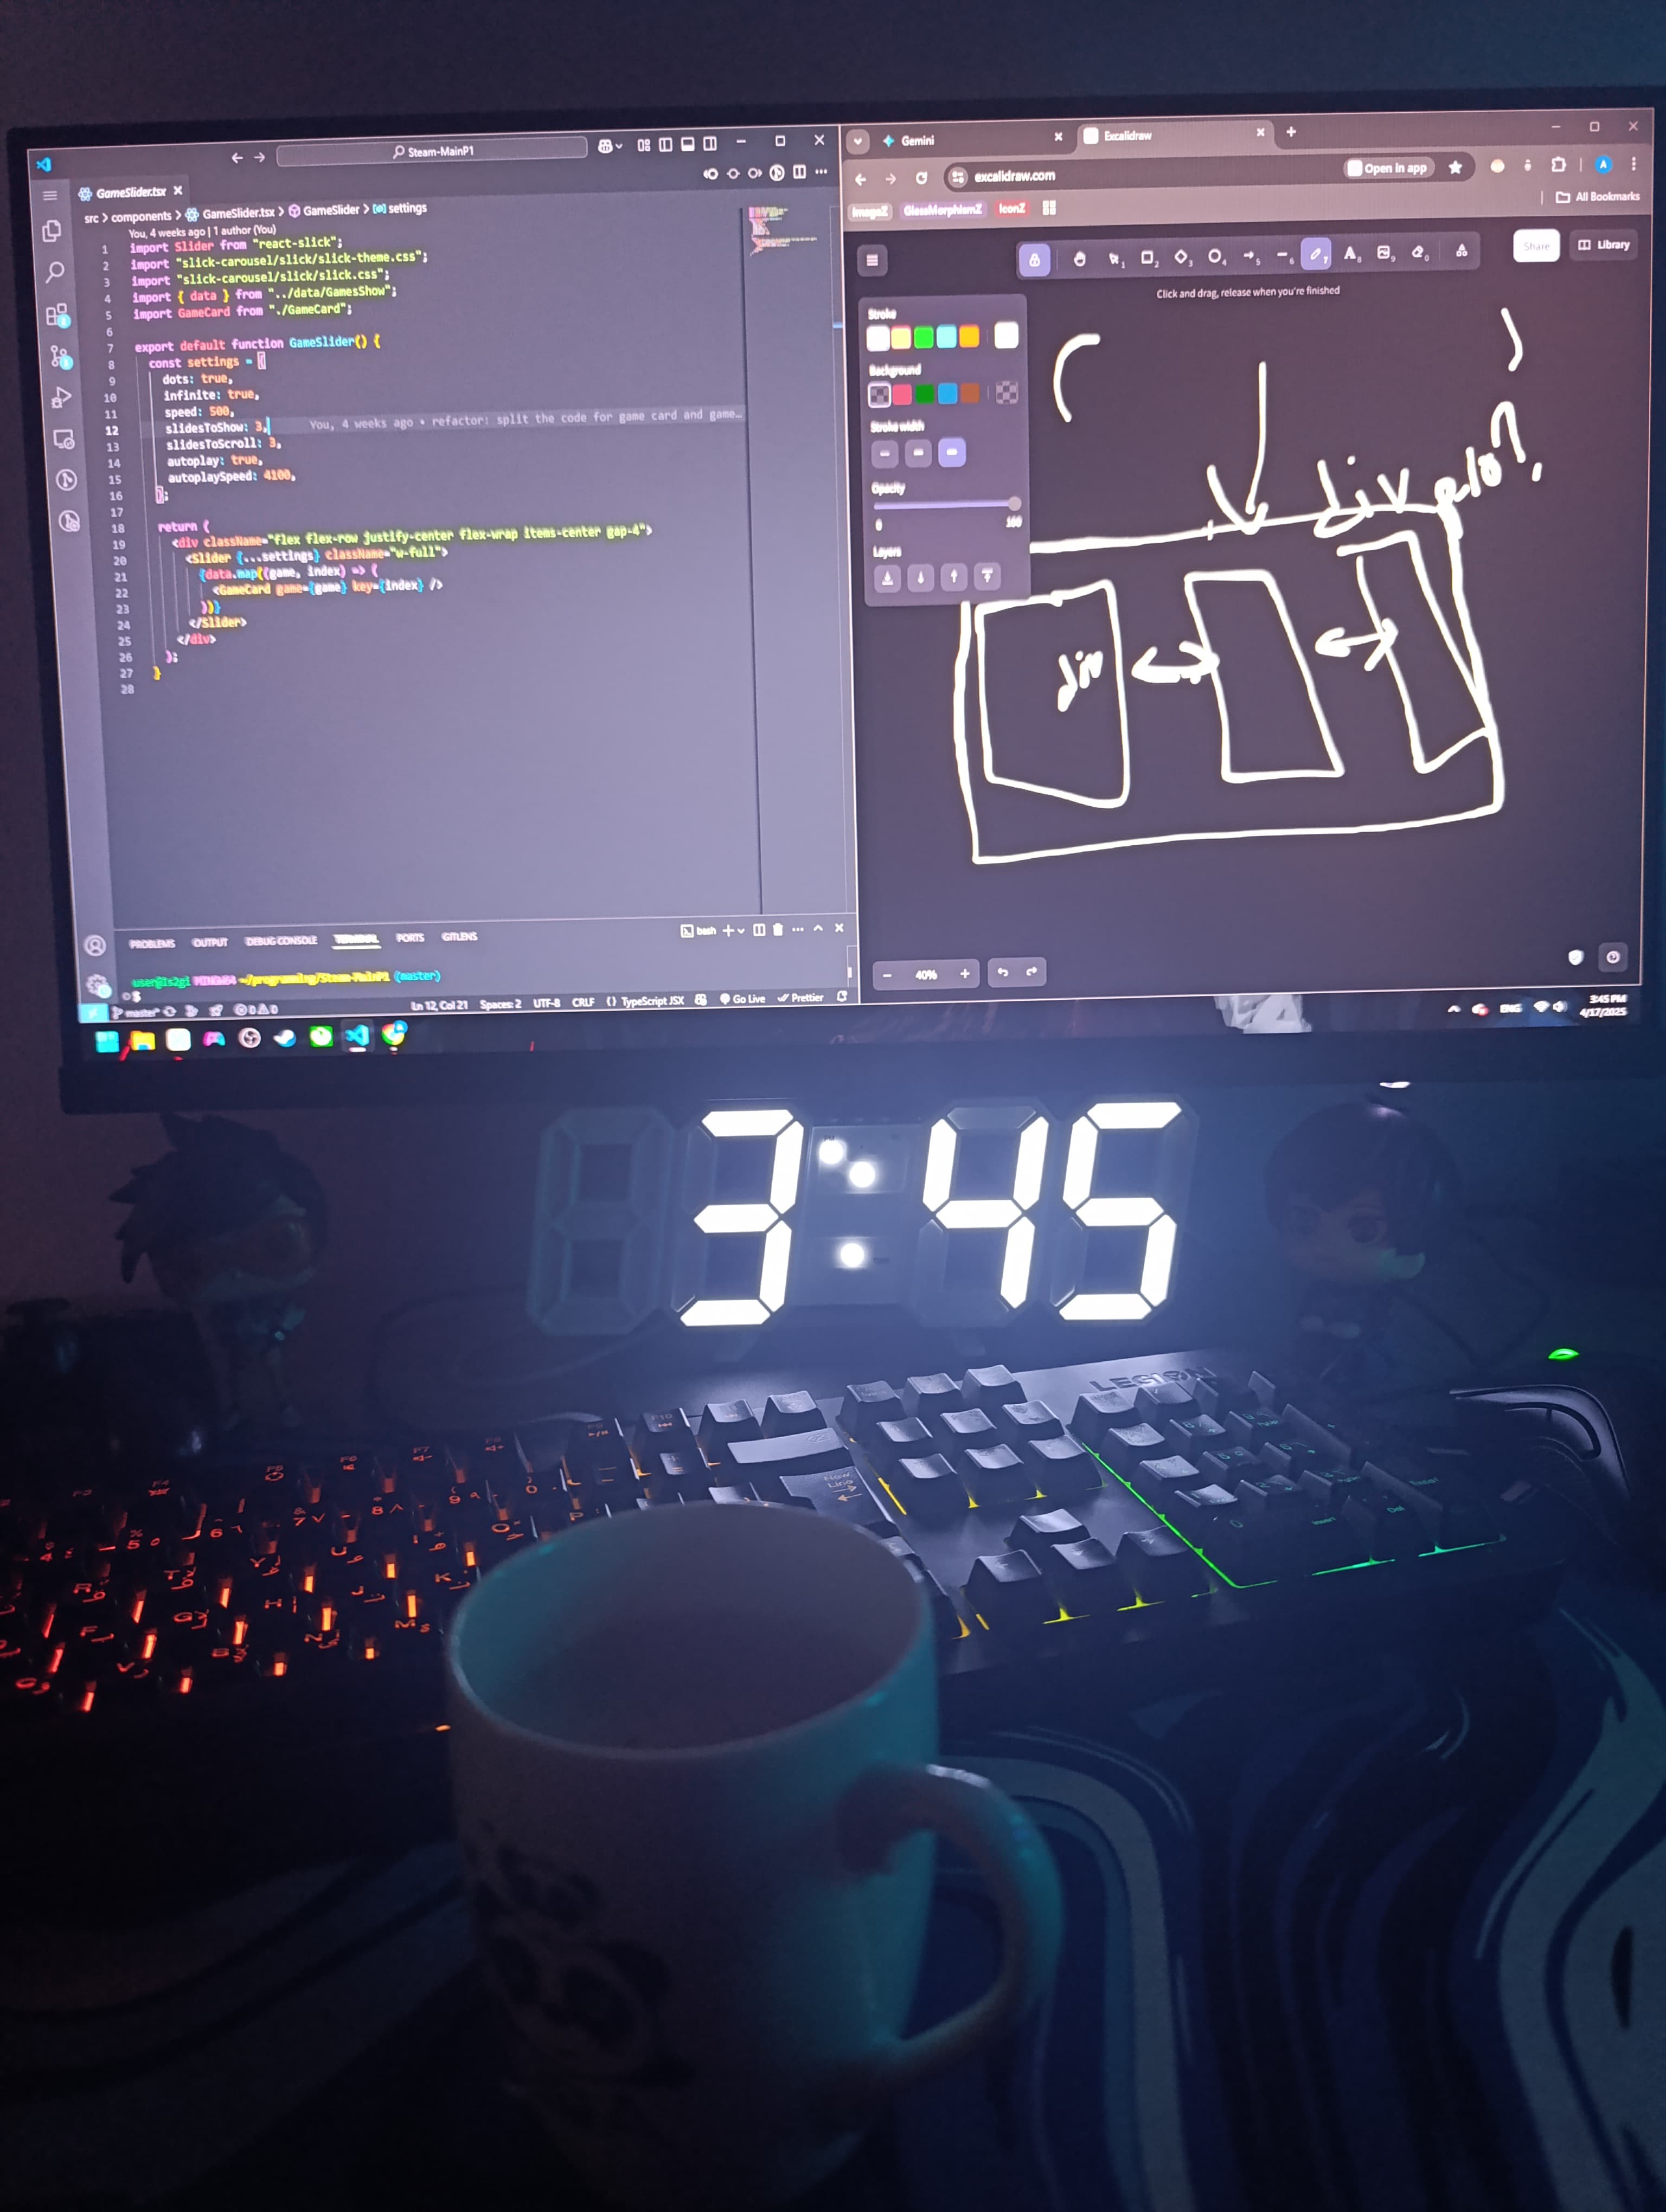 Steam-MainP1
GameSlider.tsx
src > components > GameSlider.tsx > GameSlider > settings
You, 4 weeks ago | 1 author (You)
1 import Slider from "react-slick";
2 import "slick-carousel/slick/slick-theme.css";
3 import "slick-carousel/slick/slick.css";
4 import { data } from "../data/GamesShow";
5 import GameCard from "./GameCard";
6
7 export default function GameSlider() {
8 const settings = {
9 dots: true,
10 infinite: true,
11 speed: 500,
12 slidesToShow: 3, You, 4 weeks ago • refactor: split the code for game card and game…
13 slidesToScroll: 3,
14 autoplay: true,
15 autoplaySpeed: 4100,
16 };
17
18 return (
19 <div className="flex flex-row justify-center flex-wrap items-center gap-4">
20 <Slider {...settings} className="w-full">
21 {data.map((game, index) => (
22 <GameCard game={game} key={index} />
23 ))}
24 </Slider>
25 </div>
26 );
27 }
28
PROBLEMS OUTPUT DEBUG CONSOLE TERMINAL PORTS GITLENS
bash
MINGW64 ~/programming/Steam-MainP1 (master)
$
master* 0 0 Ln 12, Col 21 Spaces: 2 UTF-8 CRLF {} TypeScript JSX Go Live Prettier
Gemini
Excalidraw
excalidraw.com
Open in app
A
ImageZ GlassMorphismZ IconZ
All Bookmarks
Share
Library
Click and drag, release when you're finished
Stroke
Background
Stroke width
Opacity
0 100
Layers
div
div
40%
ENG
3:45 PM
4/17/2025
3:45
LEGION